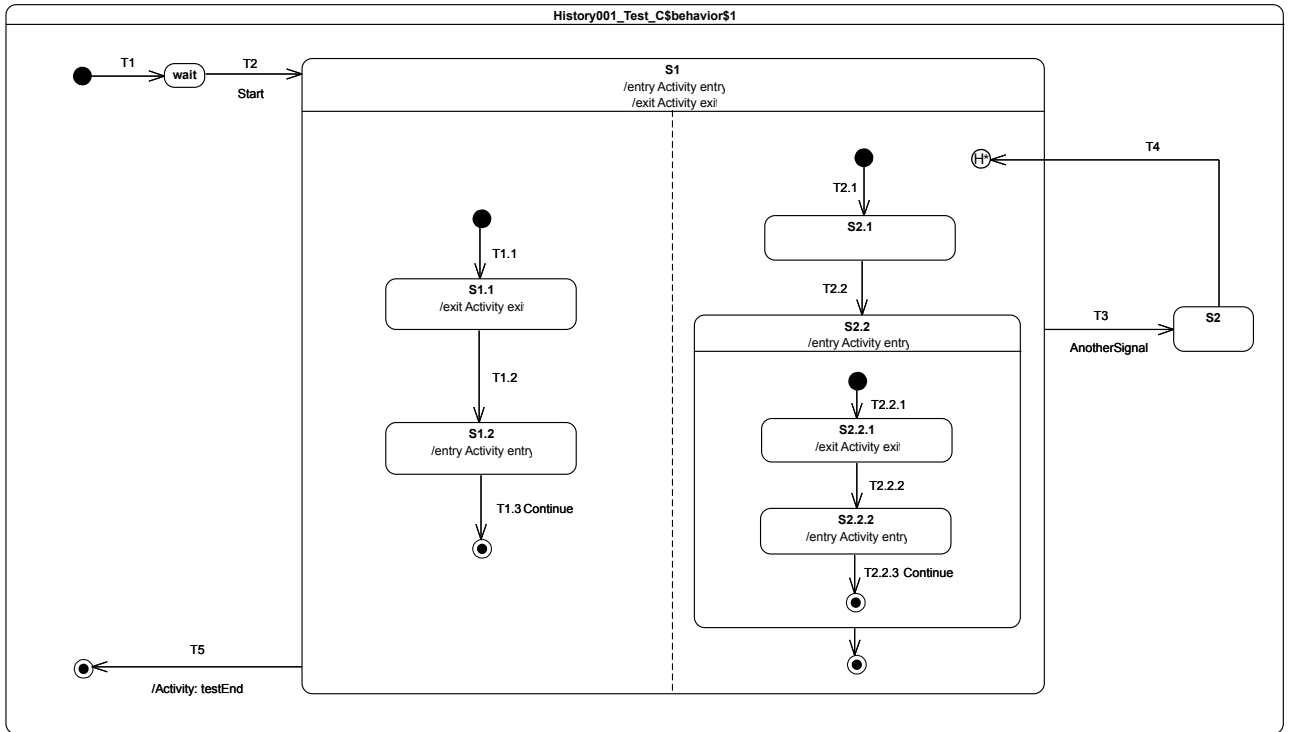 History001_Test_C$behavior$1
T1
T2
wait
Start
S1
/entry Activity entry
/exit Activity exit
H*
T4
T2.1
S2.1
T1.1
T2.2
S1.1
/exit Activity exit
S2.2
/entry Activity entry
T3
S2
AnotherSignal
T1.2
T2.2.1
S1.2
/entry Activity entry
S2.2.1
/exit Activity exit
T2.2.2
T1.3 Continue
S2.2.2
/entry Activity entry
T2.2.3 Continue
T5
/Activity: testEnd